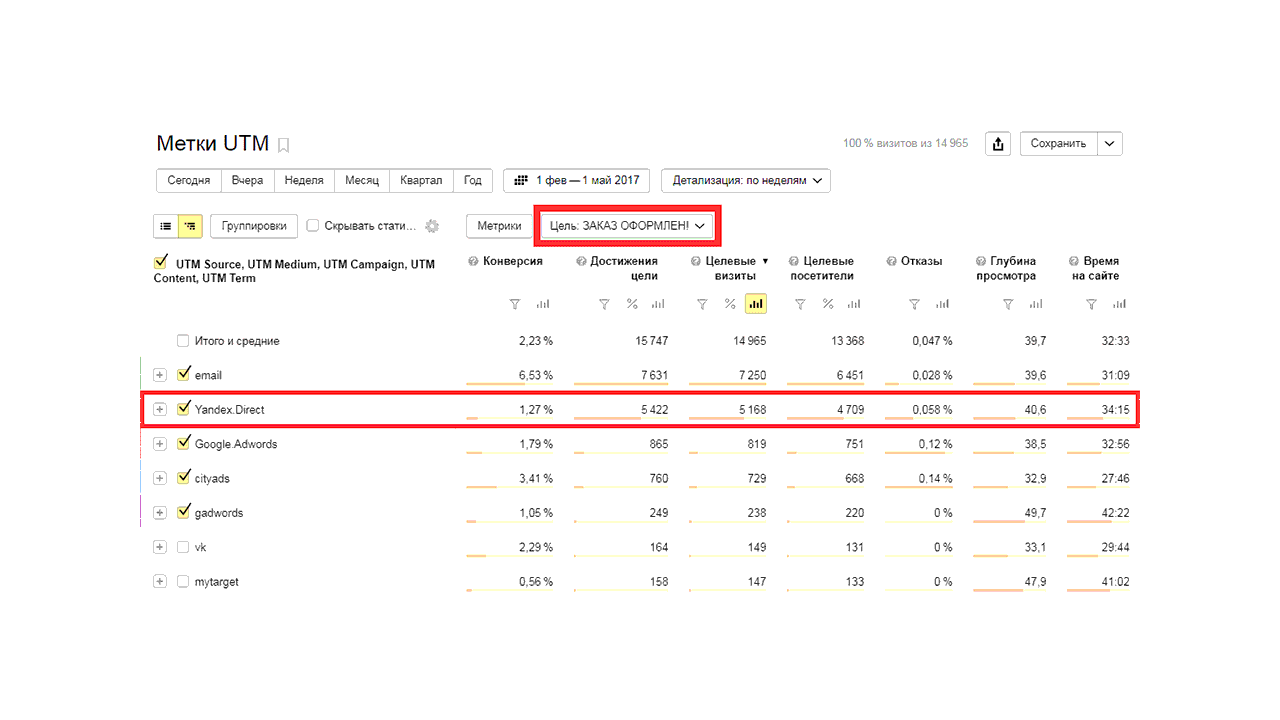 Метки UTM
100 % визитов из 14 965
Сохранить
Сегодня Вчера Неделя Месяц Квартал Год
1 фев — 1 май 2017
Детализация: по неделям
Группировки
Скрывать стати...
Метрики
Цель: ЗАКАЗ ОФОРМЛЕН!
UTM Source, UTM Medium, UTM Campaign, UTM
Content, UTM Term
Конверсия
Достижения
цели
Целевые
визиты
Целевые
посетители
Отказы
Глубина
просмотра
Время
на сайте
Итого и средние 2,23 % 15 747 14 965 13 368 0,047 % 39,7 32:33
email 6,53 % 7 631 7 250 6 451 0,028 % 39,6 31:09
Yandex.Direct 1,27 % 5 422 5 168 4 709 0,058 % 40,6 34:15
Google.Adwords 1,79 % 865 819 751 0,12 % 38,5 32:56
cityads 3,41 % 760 729 668 0,14 % 32,9 27:46
gadwords 1,05 % 249 238 220 0 % 49,7 42:22
vk 2,29 % 164 149 131 0 % 33,1 29:44
mytarget 0,56 % 158 147 133 0 % 47,9 41:02